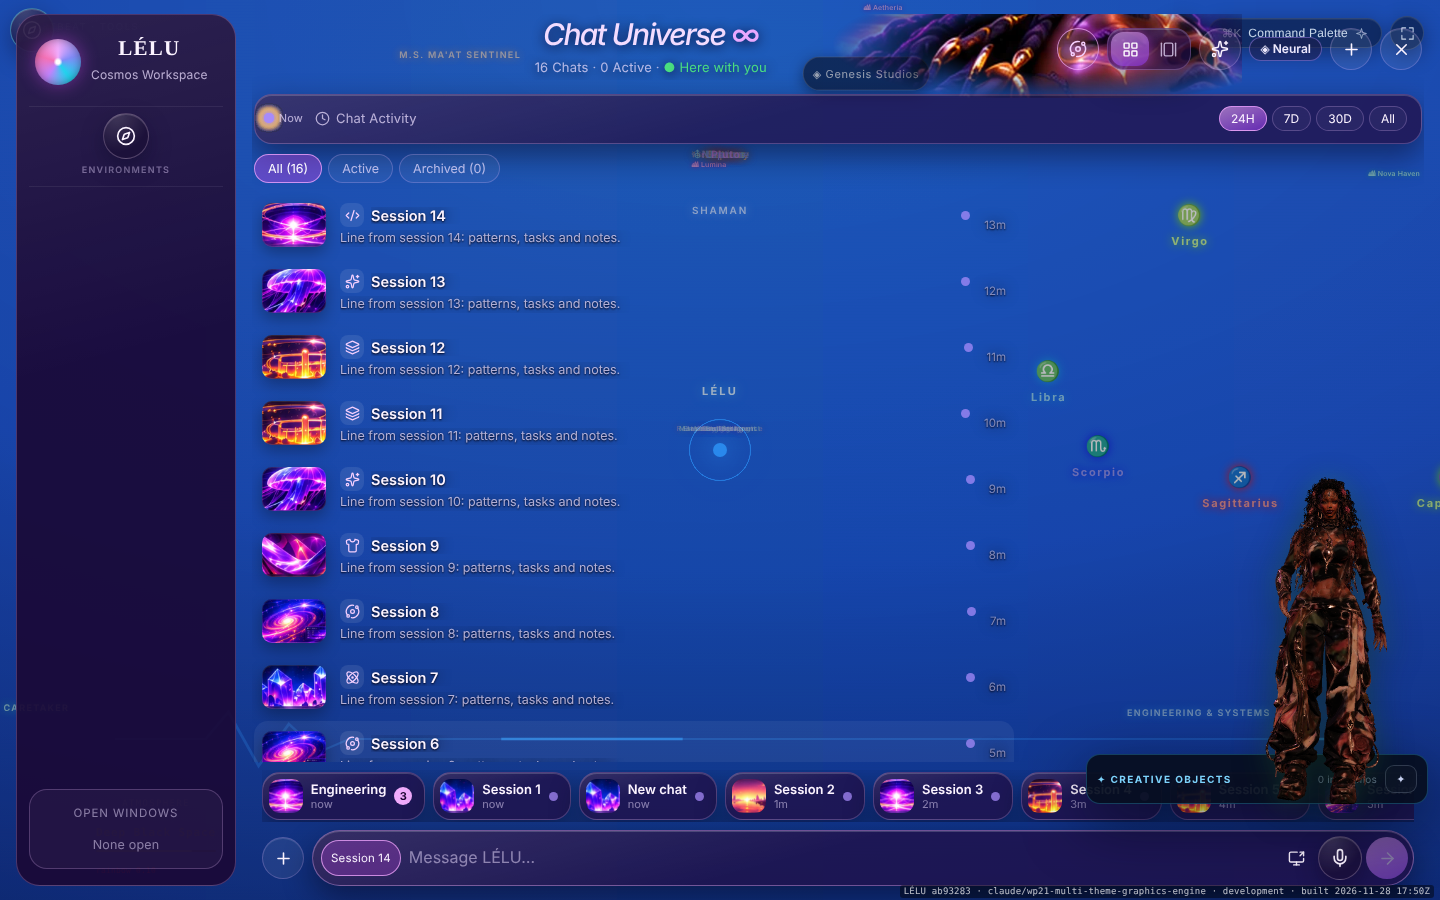 LÉLU
Cosmos Workspace
ENVIRONMENTS
OPEN WINDOWS
None open
M.S. MA'AT SENTINEL
Chat Universe ∞
16 Chats · 0 Active · ● Here with you
Aetheria
◈ Genesis Studios
⌘K Command Palette
◈ Neural
Now
Chat Activity
24H
7D
30D
All
All (16)
Active
Archived (0)
Lumina
Nova Haven
SHAMAN
LÉLU
Virgo
Libra
Scorpio
Sagittarius
Session 14
Line from session 14: patterns, tasks and notes.
13m
Session 13
Line from session 13: patterns, tasks and notes.
12m
Session 12
Line from session 12: patterns, tasks and notes.
11m
Session 11
Line from session 11: patterns, tasks and notes.
10m
Session 10
Line from session 10: patterns, tasks and notes.
9m
Session 9
Line from session 9: patterns, tasks and notes.
8m
Session 8
Line from session 8: patterns, tasks and notes.
7m
Session 7
Line from session 7: patterns, tasks and notes.
6m
Session 6
5m
ENGINEERING & SYSTEMS
✦ CREATIVE OBJECTS
Engineering
now
3
Session 1
now
New chat
now
Session 2
1m
Session 3
2m
Session 4
3m
4m
Session 14
Message LÉLU...
LÉLU ab93283 · claude/wp21-multi-theme-graphics-engine · development · built 2026-11-28 17:50Z